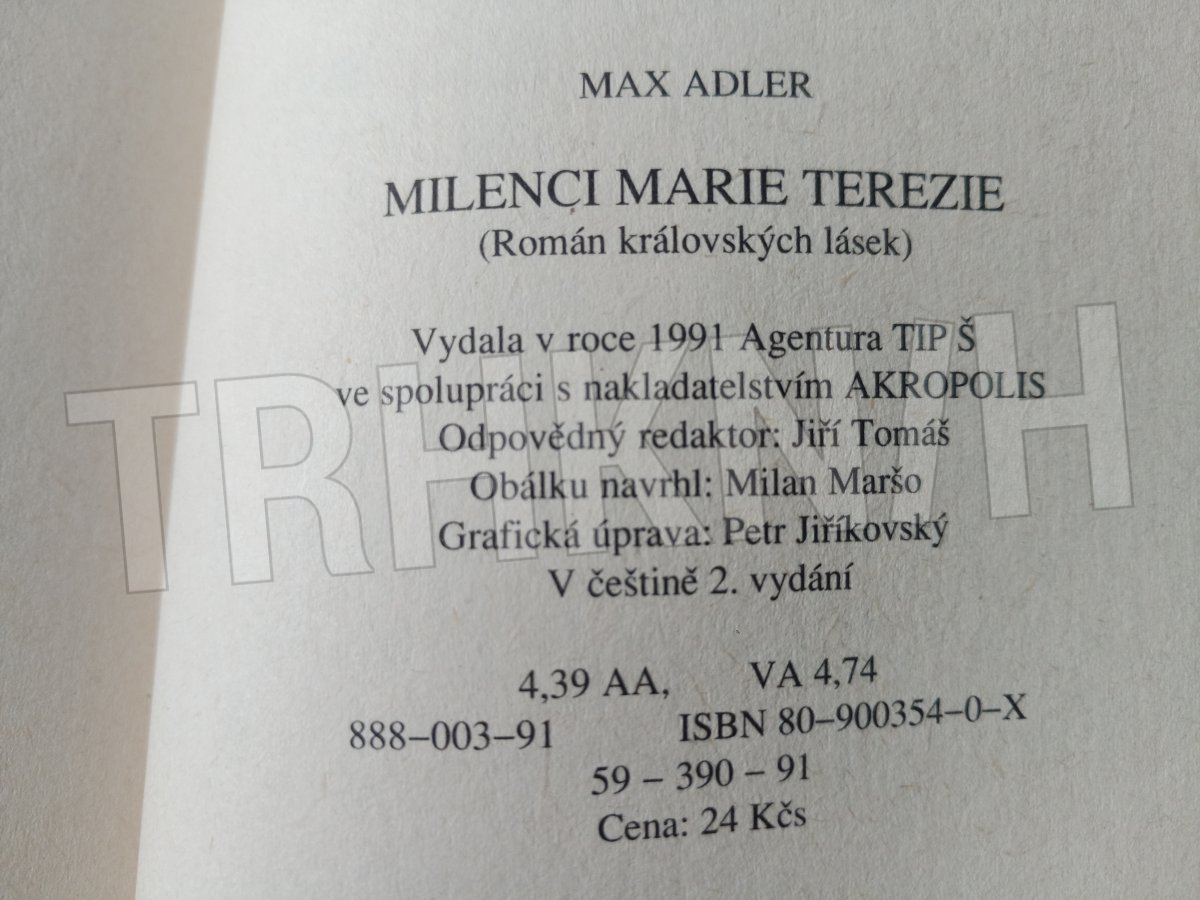 MAX ADLER
MILENCI MARIE TEREZIE
(Román královských lásek)
Vydala v roce 1991 Agentura TIP Š
ve spolupráci s nakladatelstvím AKROPOLIS
Odpovědný redaktor: Jiří Tomáš
Obálku navrhl: Milan Maršo
Grafická úprava: Petr Jiříkovský
V češtině 2. vydání
4,39 AA, VA 4,74
888–003–91 ISBN 80–900354–0–X
59 – 390 – 91
Cena: 24 Kčs
TRHKNIH